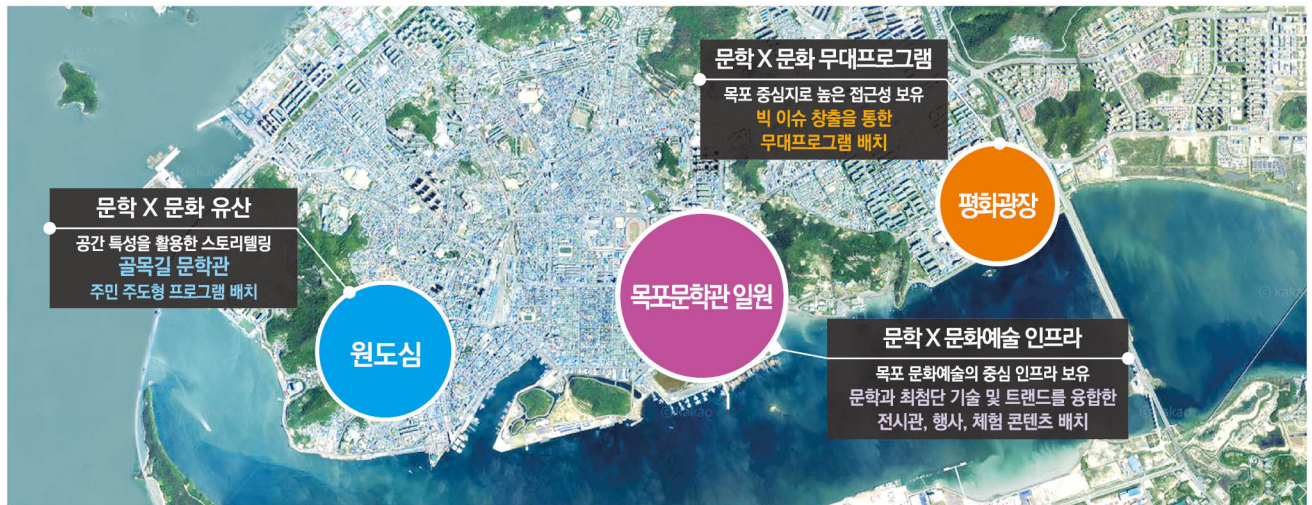 문학 X 문화 무대프로그램
목포 중심지로 높은 접근성 보유
빅 이슈 창출을 통한
무대프로그램 배치
평화광장
문학 X 문화 유산
공간 특성을 활용한 스토리텔링
골목길 문학관
주민 주도형 프로그램 배치
원도심
목포문학관 일원
문학 X 문화예술 인프라
목포 문화예술의 중심 인프라 보유
문학과 최첨단 기술 및 트랜드를 융합한
전시관, 행사, 체험 콘텐츠 배치
ⓒ kakao